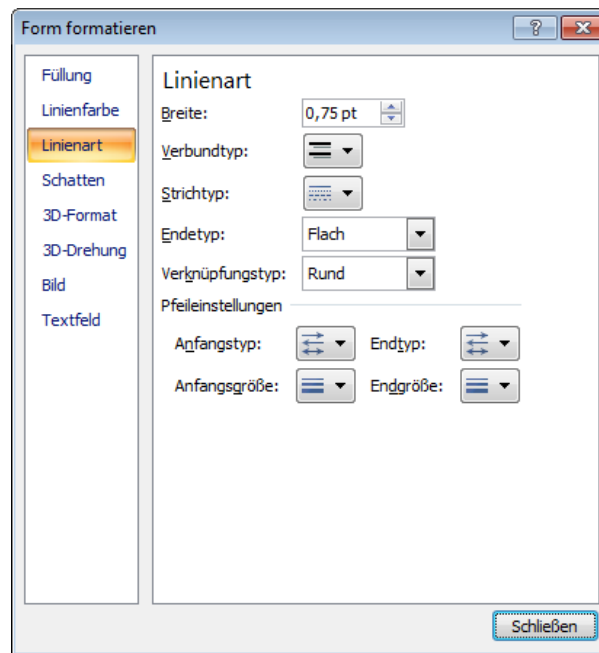 Form formatieren
Füllung
Linienfarbe
Linienart
Schatten
3D-Format
3D-Drehung
Bild
Textfeld
Linienart
Breite: 0,75 pt
Verbundtyp:
Strichtyp:
Endetyp: Flach
Verknüpfungstyp: Rund
Pfeileinstellungen
Anfangstyp: Endtyp:
Anfangsgröße: Endgröße:
Schließen